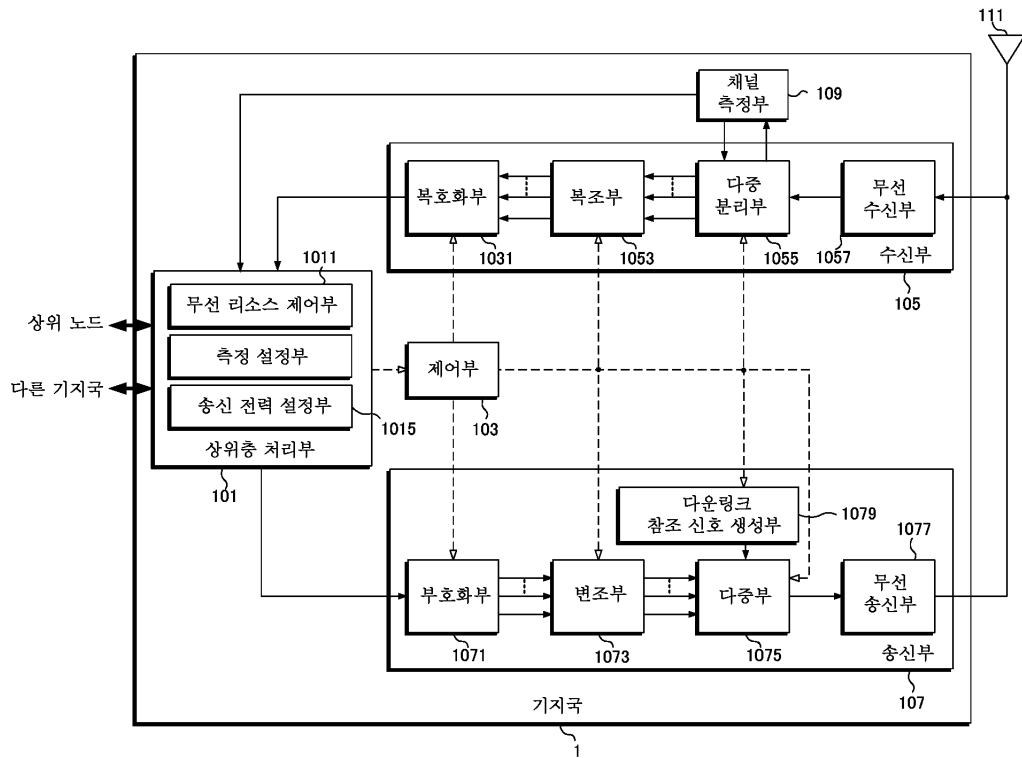 111
채널
측정부
109
복호화부
복조부
다중
분리부
무선
수신부
1031
1053
1055
1057
수신부
105
1011
무선 리소스 제어부
상위 노드
측정 설정부
다른 기지국
송신 전력 설정부
1015
상위층 처리부
101
제어부
103
다운링크
참조 신호 생성부
1079
1077
부호화부
변조부
다중부
무선
송신부
1071
1073
1075
송신부
107
기지국
1